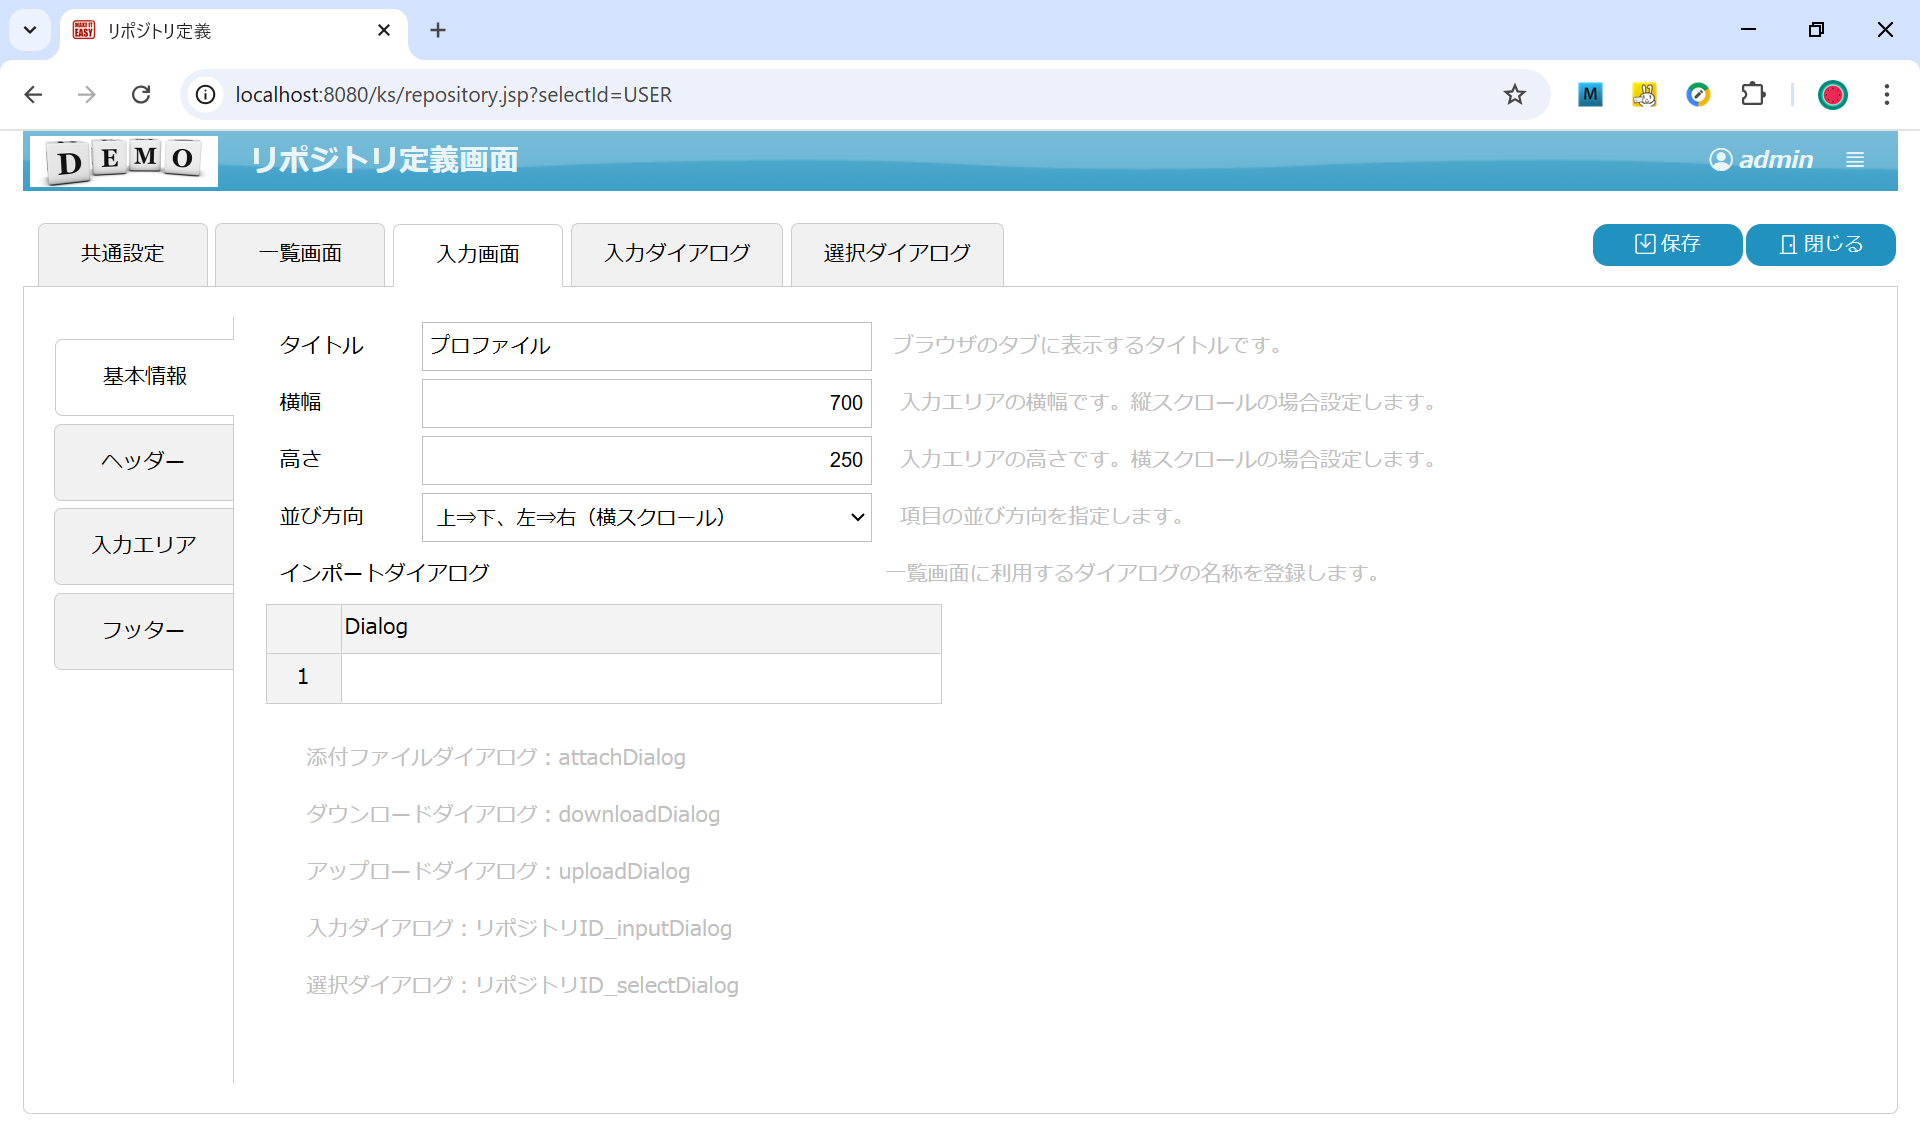 MAKE IT EASY
リポジトリ定義
localhost:8080/ks/repository.jsp?selectId=USER
M
DEMO
リポジトリ定義画面
admin
共通設定
一覧画面
入力画面
入力ダイアログ
選択ダイアログ
保存
閉じる
基本情報
ヘッダー
入力エリア
フッター
タイトル
プロファイル
ブラウザのタブに表示するタイトルです。
横幅
700
入力エリアの横幅です。縦スクロールの場合設定します。
高さ
250
入力エリアの高さです。横スクロールの場合設定します。
並び方向
上⇒下、左⇒右（横スクロール）
項目の並び方向を指定します。
インポートダイアログ
一覧画面に利用するダイアログの名称を登録します。
Dialog
1
添付ファイルダイアログ：attachDialog
ダウンロードダイアログ：downloadDialog
アップロードダイアログ：uploadDialog
入力ダイアログ：リポジトリID_inputDialog
選択ダイアログ：リポジトリID_selectDialog